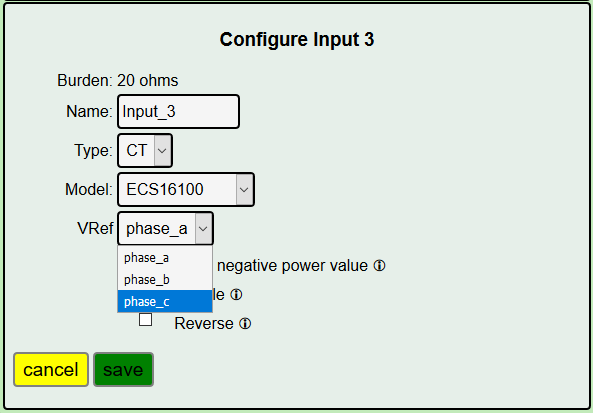 Configure Input 3
Burden: 20 ohms
Name: Input_3
Type: CT
Model: ECS16100
VRef phase_a
phase_a
negative power value
phase_b
phase_c
Reverse
cancel save